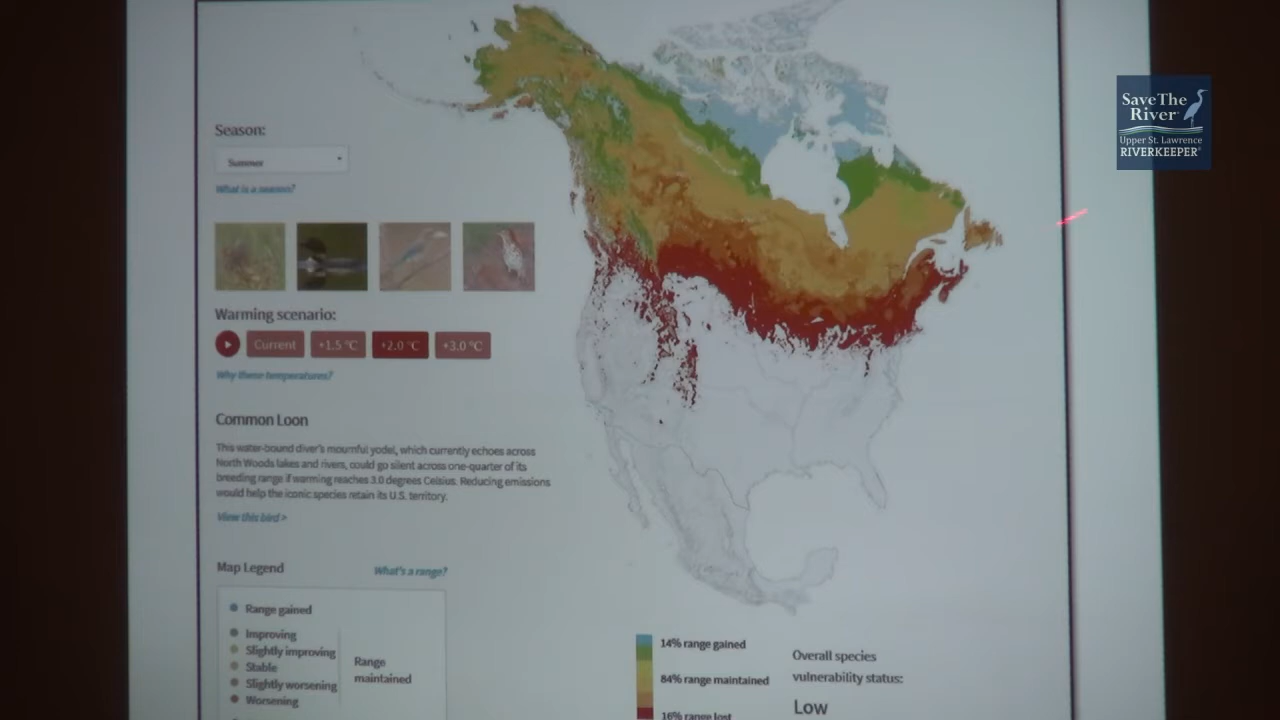 Save The
River
Upper St. Lawrence
RIVERKEEPER®
Season:
Summer
What is a season?
Warming scenario:
Current
+1.5 °C
+2.0 °C
+3.0 °C
Why these temperatures?
Common Loon
This water-bound diver's mournful yodel, which currently echoes across
North Woods lakes and rivers, could go silent across one-quarter of its
breeding range if warming reaches 3.0 degrees Celsius. Reducing emissions
would help the iconic species retain its U.S. territory.
View this bird >
Map Legend
What's a range?
Range gained
Improving
Slightly improving
Stable
Slightly worsening
Worsening
Range
maintained
14% range gained
84% range maintained
16% range lost
Overall species
vulnerability status:
Low